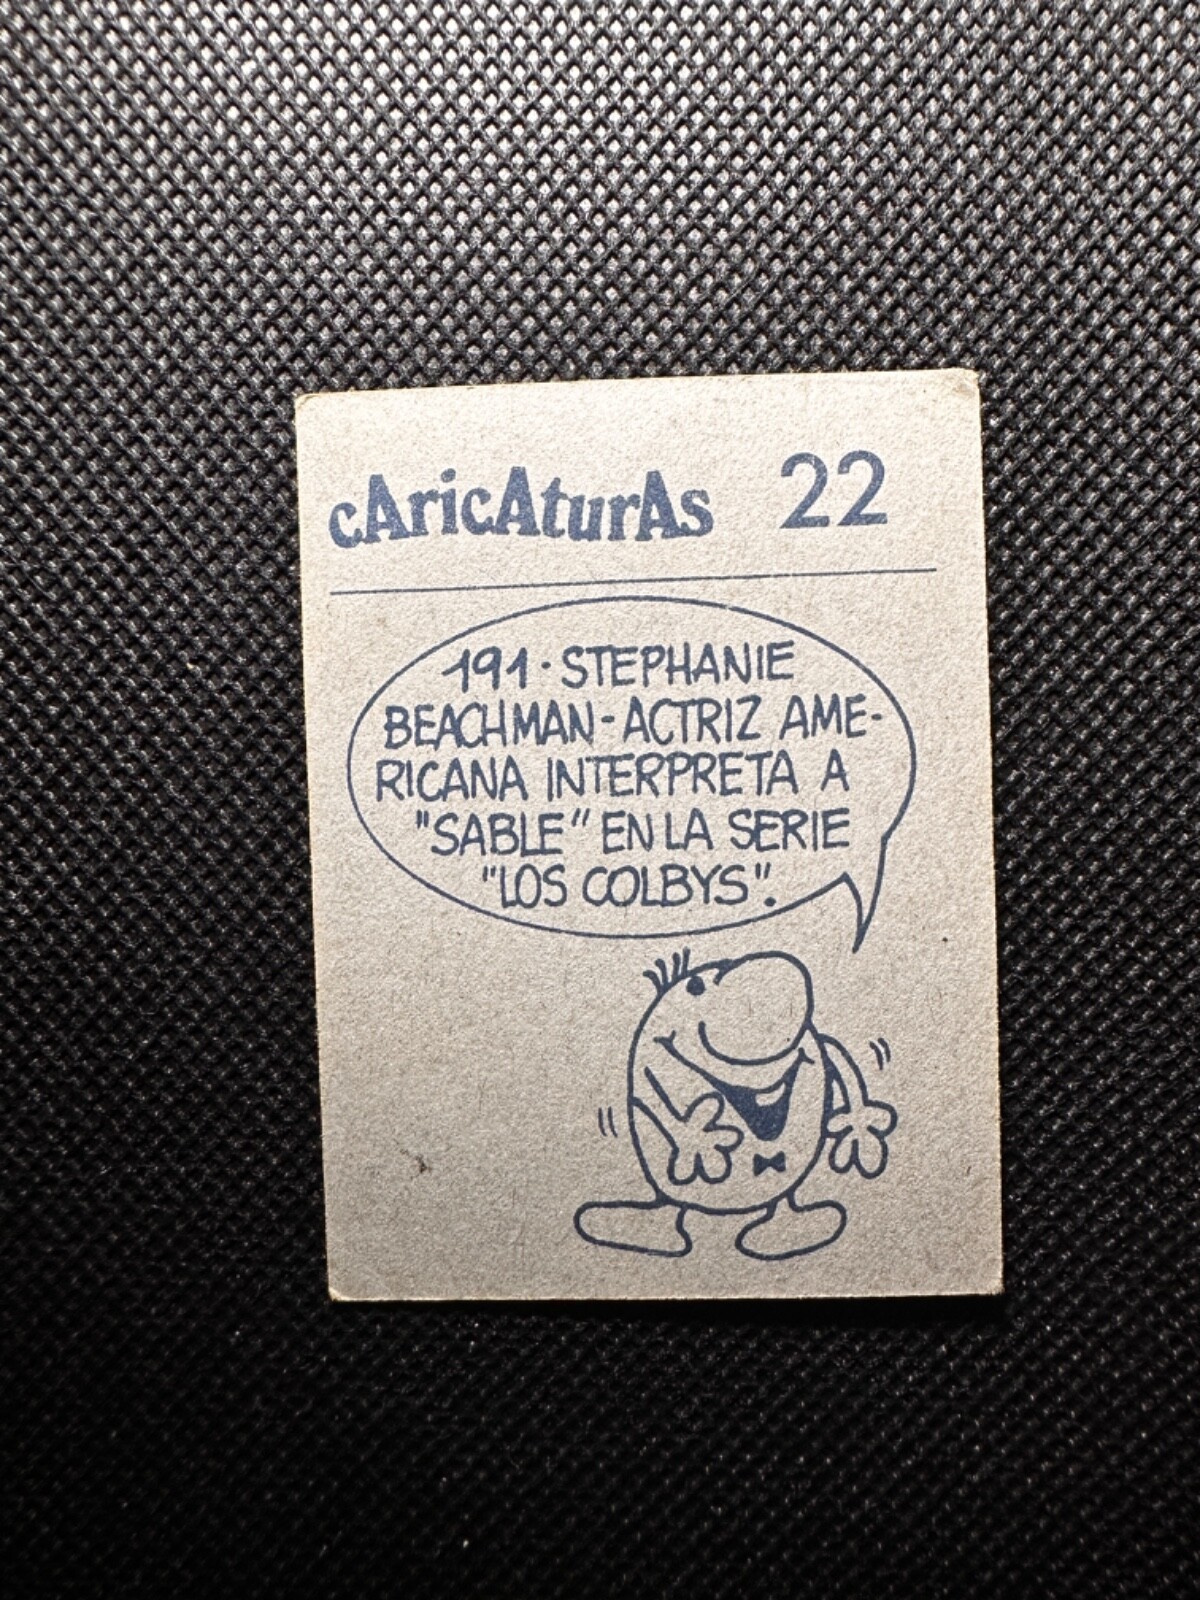 cAricAturAs 22
191 · STEPHANIE
BEACHMAN - ACTRIZ AME-
RICANA INTERPRETA A
"SABLE" EN LA SERIE
"LOS COLBYS".